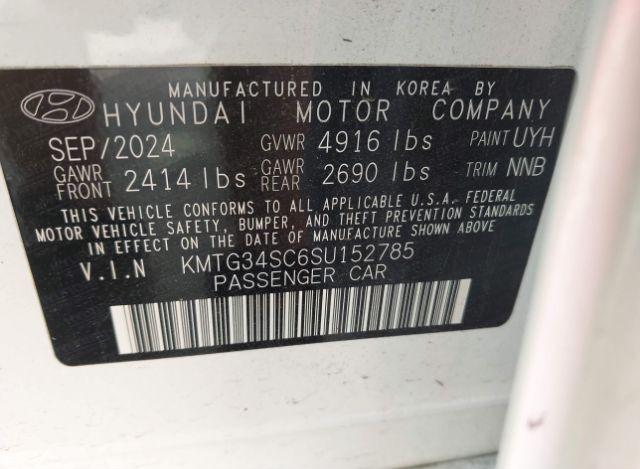 MANUFACTURED IN KOREA BY
HYUNDAI MOTOR COMPANY
SEP/2024 GVWR 4916 lbs PAINT UYH
GAWR FRONT 2414 lbs GAWR REAR 2690 lbs TRIM NNB
THIS VEHICLE CONFORMS TO ALL APPLICABLE U.S.A. FEDERAL
MOTOR VEHICLE SAFETY, BUMPER, AND THEFT PREVENTION STANDARDS
IN EFFECT ON THE DATE OF MANUFACTURE SHOWN ABOVE.
V.I.N KMTG34SC6SU152785
PASSENGER CAR